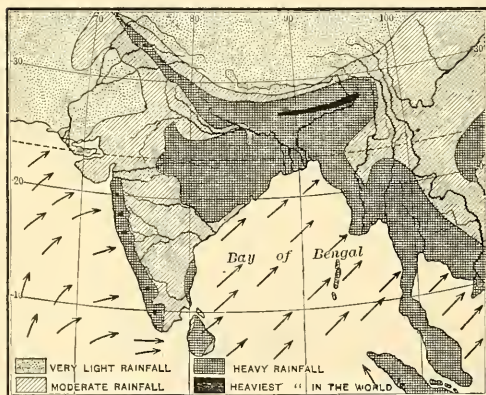 70 80 90 100
30 30
20
Bay of Bengal
10
VERY LIGHT RAINFALL HEAVY RAINFALL
MODERATE RAINFALL HEAVIEST " IN THE WORLD